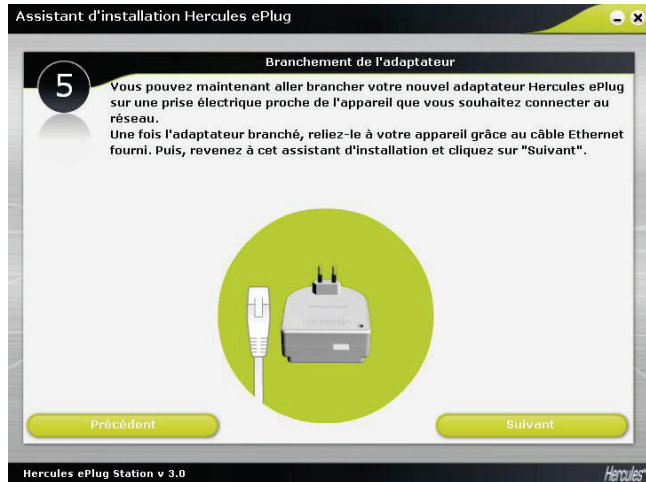 Assistant d'installation Hercules ePlug
Branchement de l'adaptateur
5
Vous pouvez maintenant aller brancher votre nouvel adaptateur Hercules ePlug
sur une prise électrique proche de l'appareil que vous souhaitez connecter au
réseau.
Une fois l'adaptateur branché, reliez-le à votre appareil grâce au câble Ethernet
fourni. Puis, revenez à cet assistant d'installation et cliquez sur "Suivant".
Précédent
Suivant
Hercules ePlug Station v 3.0
Hercules